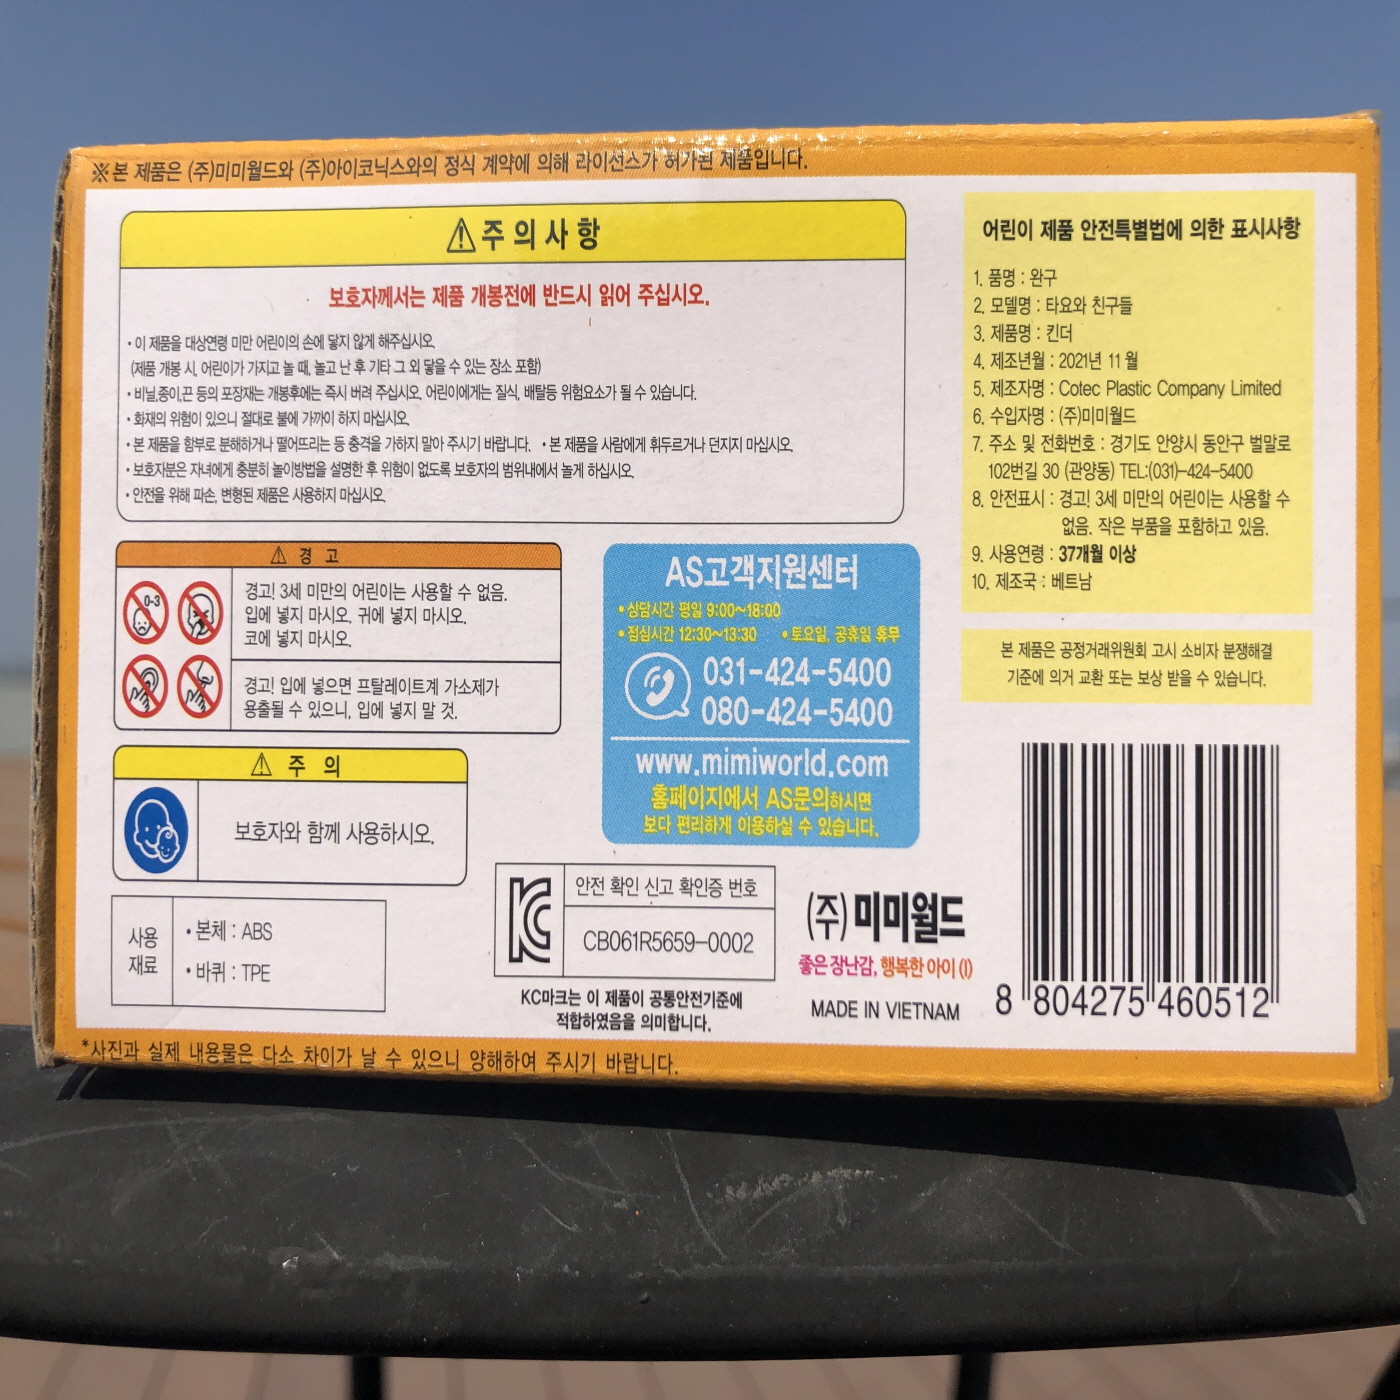 ※본 제품은 (주)미미월드와 (주)아이코닉스와의 정식 계약에 의해 라이선스가 허가된 제품입니다.
주의사항
보호자께서는 제품 개봉전에 반드시 읽어 주십시오.
• 이 제품을 대상연령 미만 어린이의 손에 닿지 않게 해주십시오.
(제품 개봉 시, 어린이가 가지고 놀 때, 놀고 난 후 기타 그 외 닿을 수 있는 장소 포함)
• 비닐,종이,끈 등의 포장재는 개봉후에는 즉시 버려 주십시오. 어린이에게는 질식, 배탈등 위험요소가 될 수 있습니다.
• 화재의 위험이 있으니 절대로 불에 가까이 하지 마십시오.
• 본 제품을 함부로 분해하거나 떨어뜨리는 등 충격을 가하지 말아 주시기 바랍니다. • 본 제품을 사람에게 휘두르거나 던지지 마십시오.
• 보호자분은 자녀에게 충분히 놀이방법을 설명한 후 위험이 없도록 보호자의 범위내에서 놀게 하십시오.
• 안전을 위해 파손, 변형된 제품은 사용하지 마십시오.
경고
0-3
경고! 3세 미만의 어린이는 사용할 수 없음.
입에 넣지 마시오. 귀에 넣지 마시오.
코에 넣지 마시오.
경고! 입에 넣으면 프탈레이트계 가소제가
용출될 수 있으니, 입에 넣지 말 것.
주 의
보호자와 함께 사용하시오.
사용
재료
• 본체 : ABS
• 바퀴 : TPE
AS고객지원센터
• 상담시간 평일 9:00~18:00
• 점심시간 12:30~13:30 • 토요일, 공휴일 휴무
031-424-5400
080-424-5400
www.mimiworld.com
홈페이지에서 AS문의하시면
보다 편리하게 이용하실 수 있습니다.
KC
안전 확인 신고 확인증 번호
CB061R5659-0002
KC마크는 이 제품이 공통안전기준에
적합하였음을 의미합니다.
(주)미미월드
좋은 장난감, 행복한 아이 (!)
MADE IN VIETNAM
어린이 제품 안전특별법에 의한 표시사항
1. 품명 : 완구
2. 모델명 : 타요와 친구들
3. 제품명 : 킨더
4. 제조년월 : 2021년 11월
5. 제조자명 : Cotec Plastic Company Limited
6. 수입자명 : (주)미미월드
7. 주소 및 전화번호 : 경기도 안양시 동안구 벌말로
102번길 30 (관양동) TEL:(031)-424-5400
8. 안전표시 : 경고! 3세 미만의 어린이는 사용할 수
없음. 작은 부품을 포함하고 있음.
9. 사용연령 : 37개월 이상
10. 제조국 : 베트남
본 제품은 공정거래위원회 고시 소비자 분쟁해결
기준에 의거 교환 또는 보상 받을 수 있습니다.
8 804275 460512
*사진과 실제 내용물은 다소 차이가 날 수 있으니 양해하여 주시기 바랍니다.